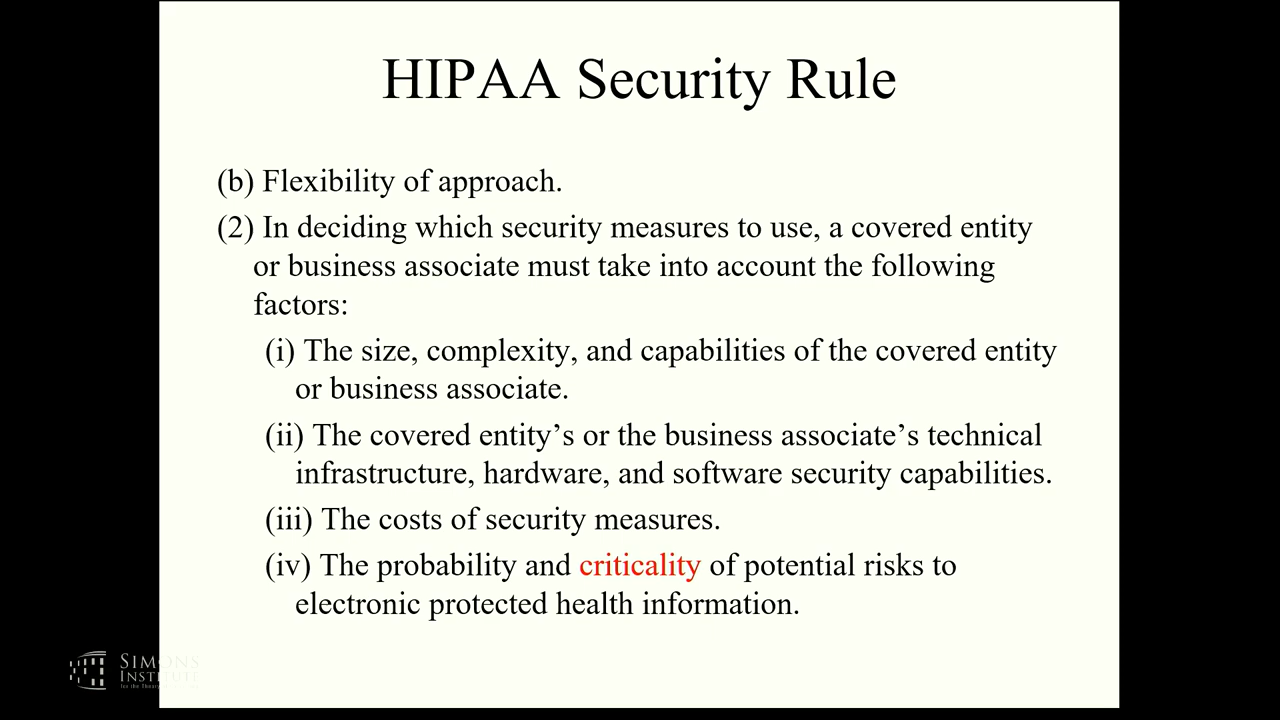 HIPAA Security Rule
(b) Flexibility of approach.
(2) In deciding which security measures to use, a covered entity
or business associate must take into account the following
factors:
(i) The size, complexity, and capabilities of the covered entity
or business associate.
(ii) The covered entity’s or the business associate’s technical
infrastructure, hardware, and software security capabilities.
(iii) The costs of security measures.
(iv) The probability and criticality of potential risks to
electronic protected health information.
SIMONS
INSTITUTE
for the Theory